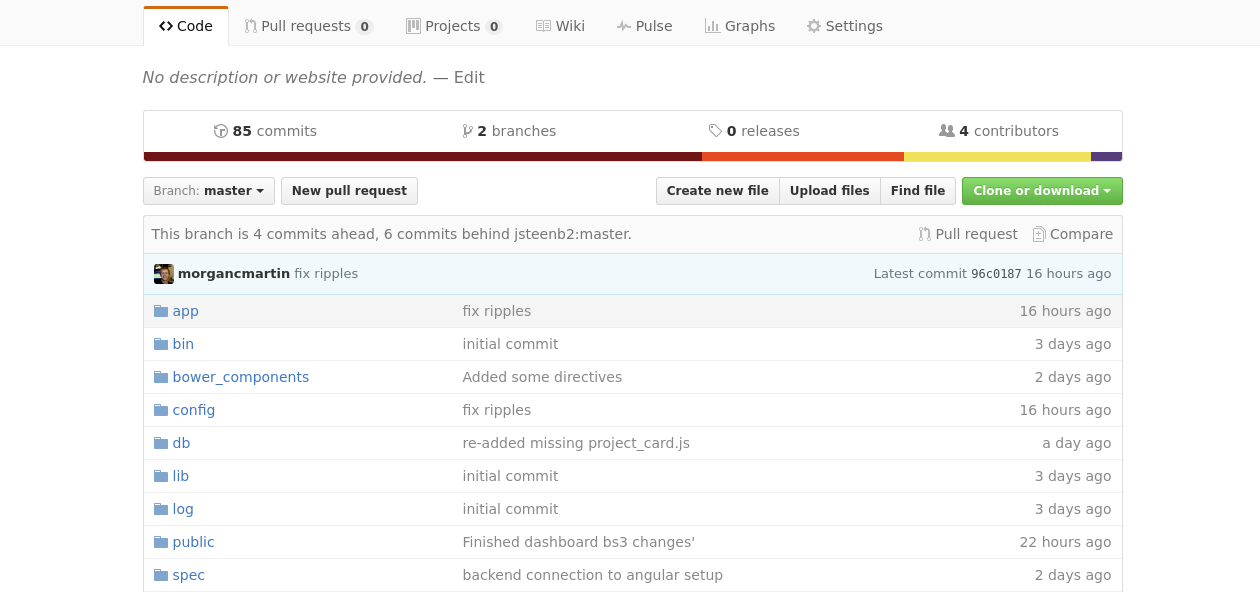 Code Pull requests 0 Projects 0 Wiki Pulse Graphs Settings
No description or website provided. — Edit
85 commits 2 branches 0 releases 4 contributors
Branch: master New pull request Create new file Upload files Find file Clone or download
This branch is 4 commits ahead, 6 commits behind jsteenb2:master. Pull request Compare
morgancmartin fix ripples Latest commit 96c0187 16 hours ago
app fix ripples 16 hours ago
bin initial commit 3 days ago
bower_components Added some directives 2 days ago
config fix ripples 16 hours ago
db re-added missing project_card.js a day ago
lib initial commit 3 days ago
log initial commit 3 days ago
public Finished dashboard bs3 changes' 22 hours ago
spec backend connection to angular setup 2 days ago